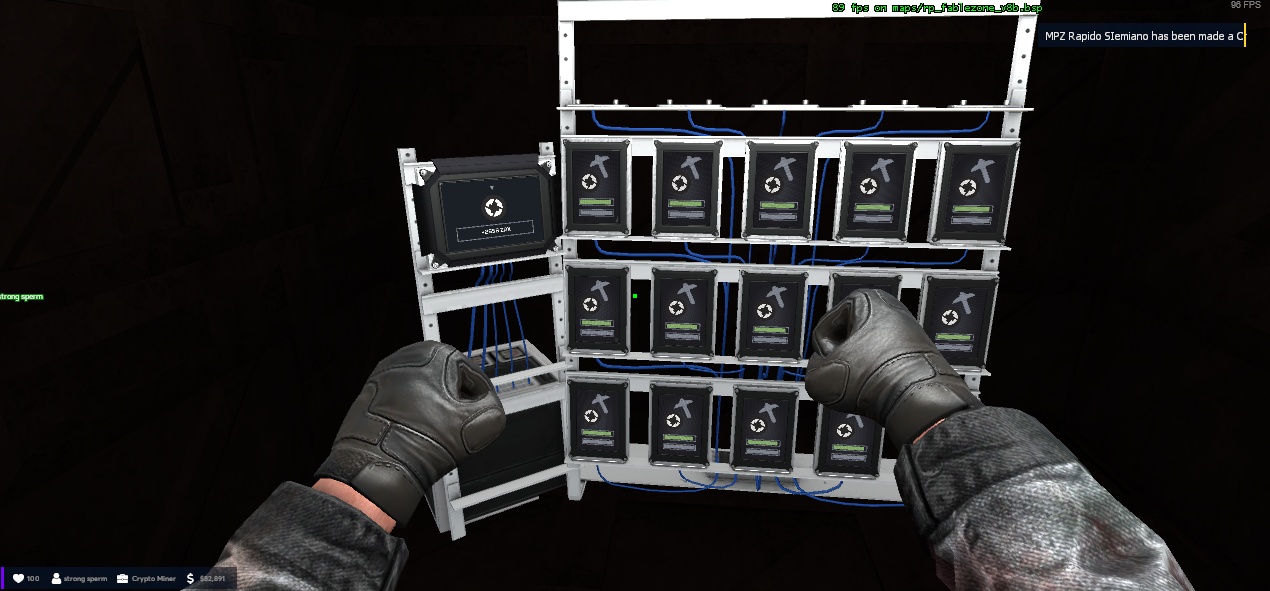 89 fps on maps/rp_fablezone_v8b.bsp
96 FPS
MPZ Rapido SIemiano has been made a C
strong sperm
100 strong sperm Crypto Miner $ $82,891